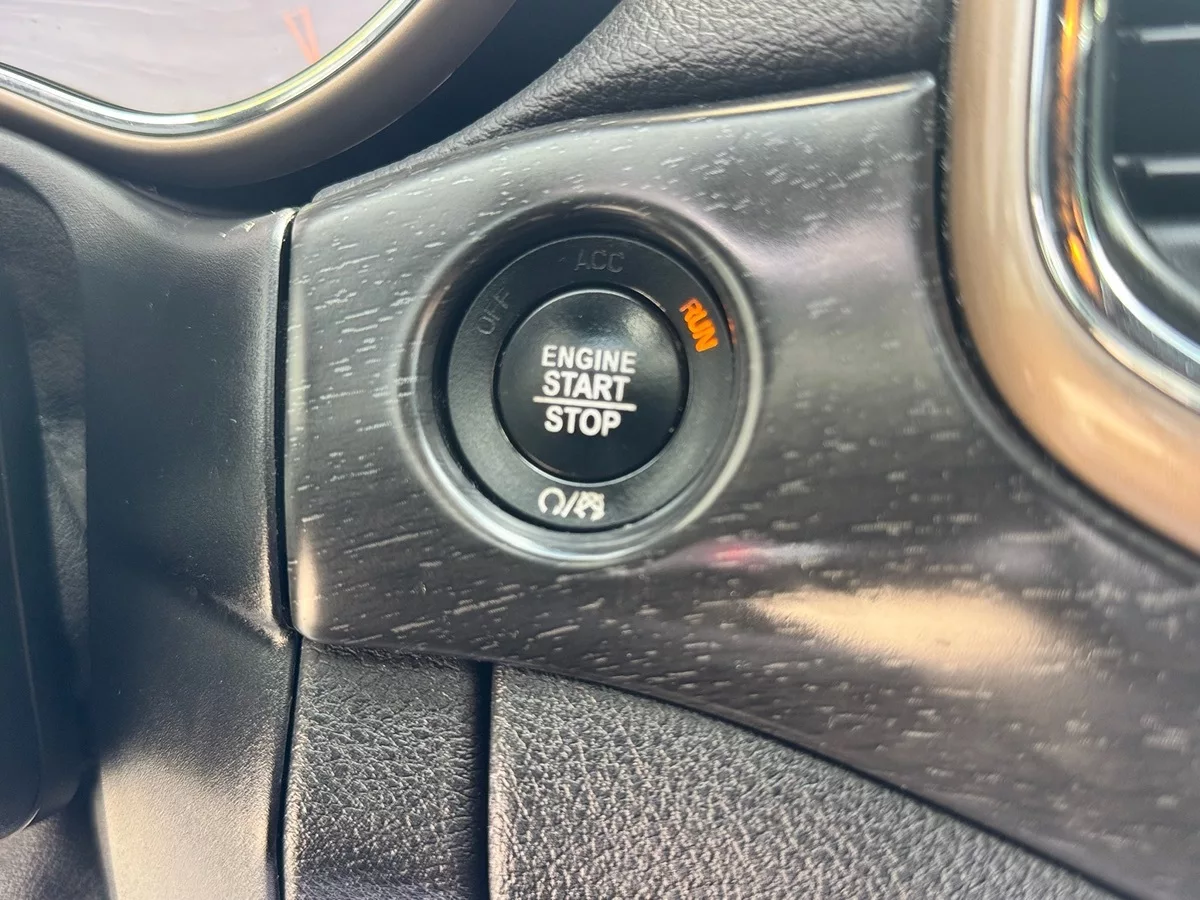 ACC
OFF
RUN
ENGINE
START
STOP